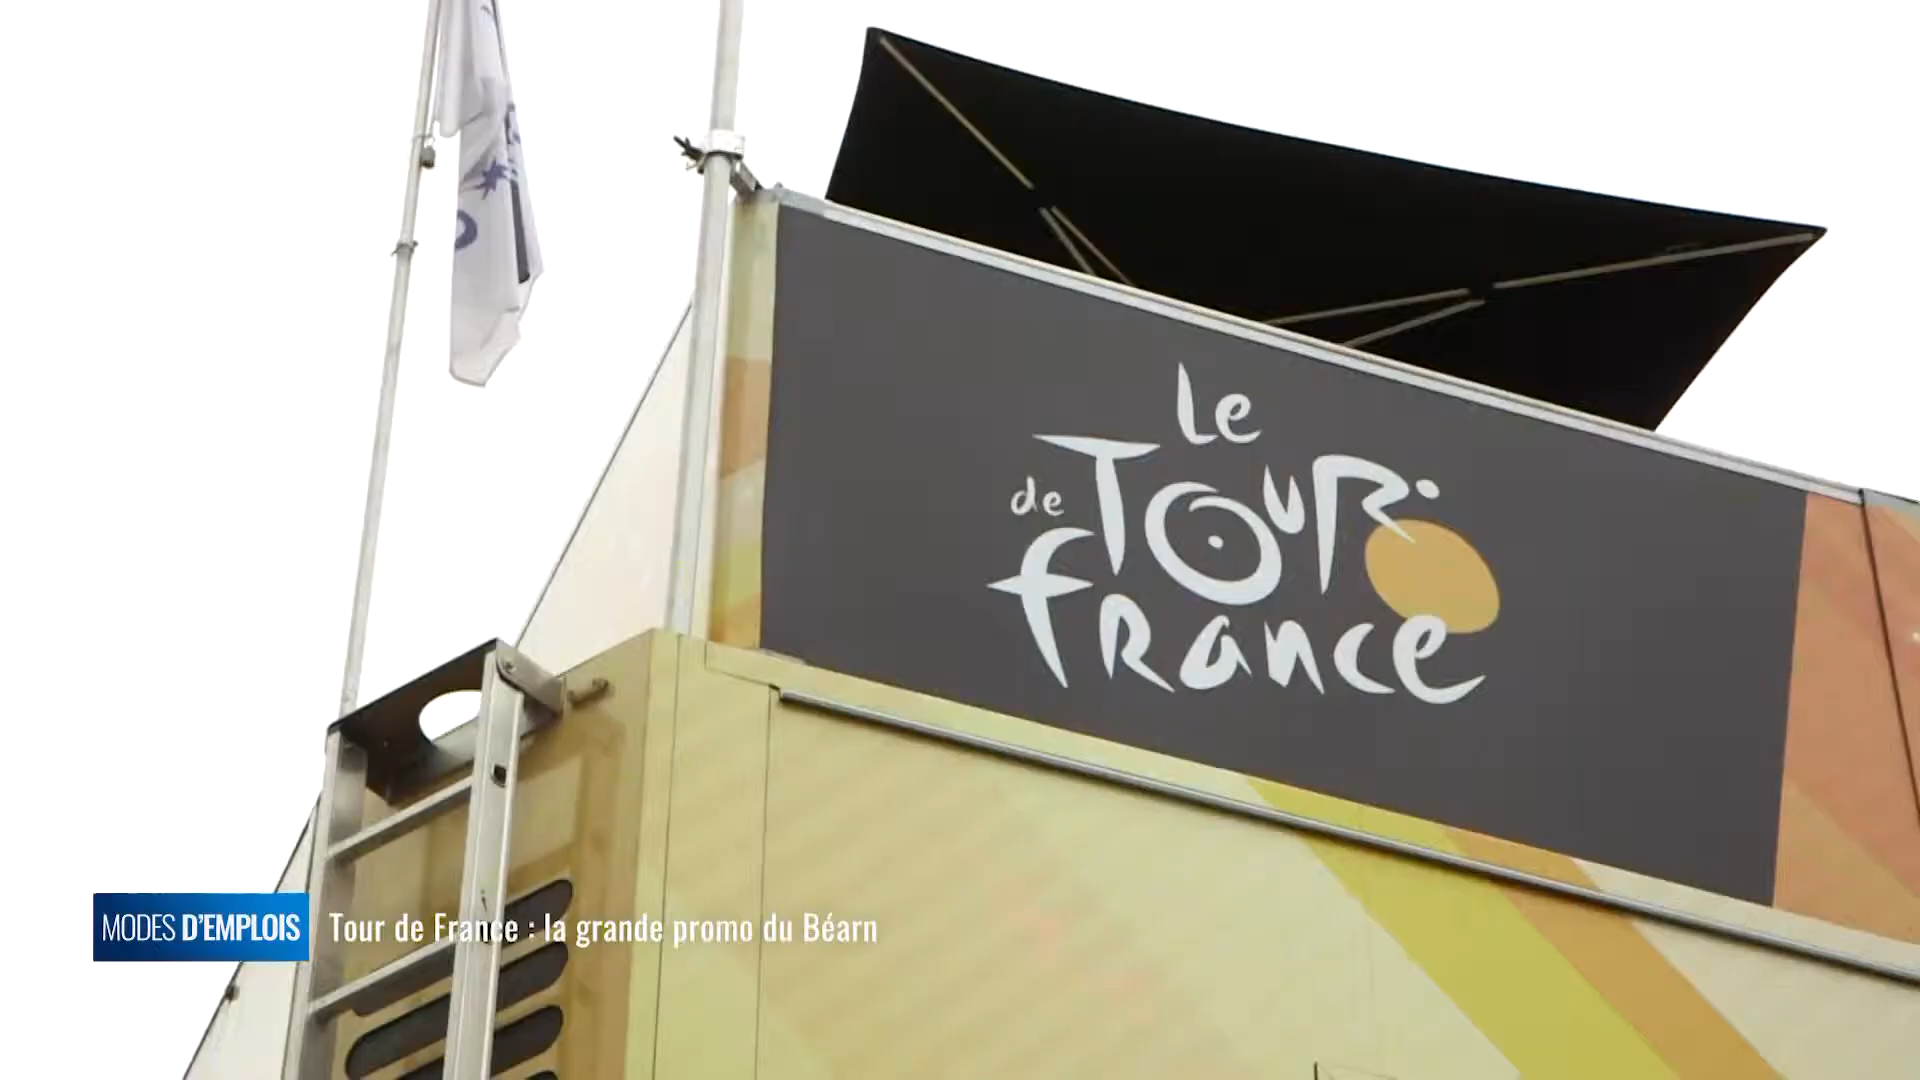 Le
de Tour
France
MODES D'EMPLOIS
Tour de France : la grande promo du Béarn